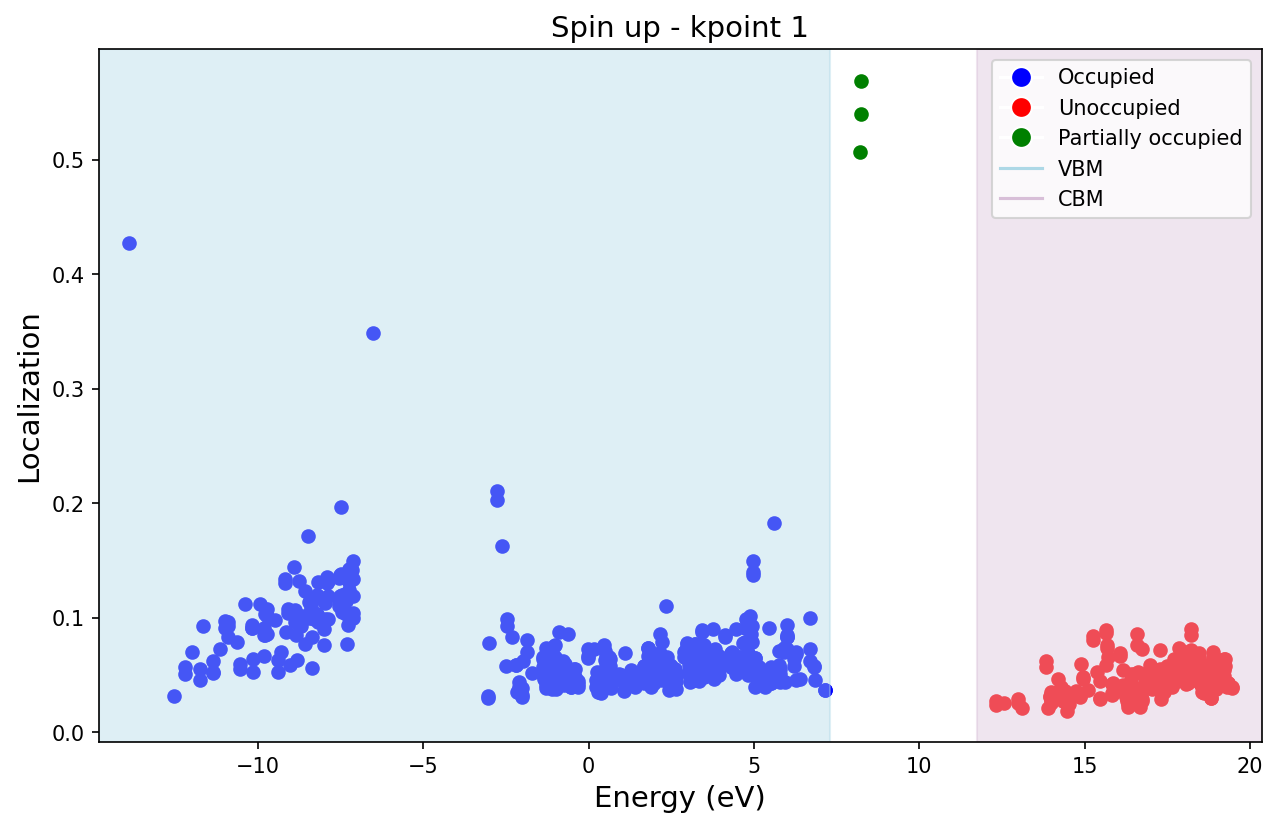 Spin up - kpoint 1
Occupied
Unoccupied
Partially occupied
VBM
CBM
Localization
0.5
0.4
0.3
0.2
0.1
0.0
−10
−5
0
5
10
15
20
Energy (eV)